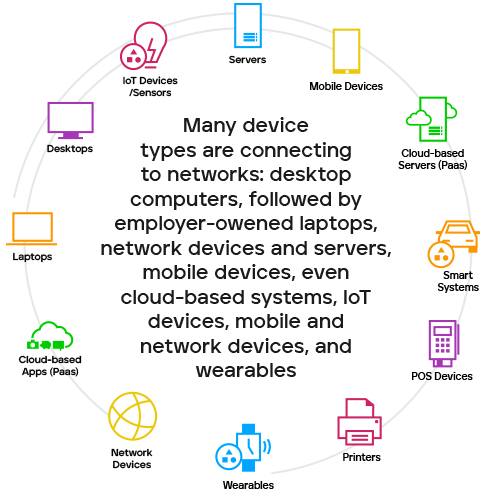 Servers
Mobile Devices
Cloud-based
Servers (Paas)
Smart
Systems
POS Devices
Printers
Wearables
Network
Devices
Cloud-based
Apps (Paas)
Laptops
Desktops
IoT Devices
/Sensors
Many device
types are connecting
to networks: desktop
computers, followed by
employer-owened laptops,
network devices and servers,
mobile devices, even
cloud-based systems, IoT
devices, mobile and
network devices, and
wearables